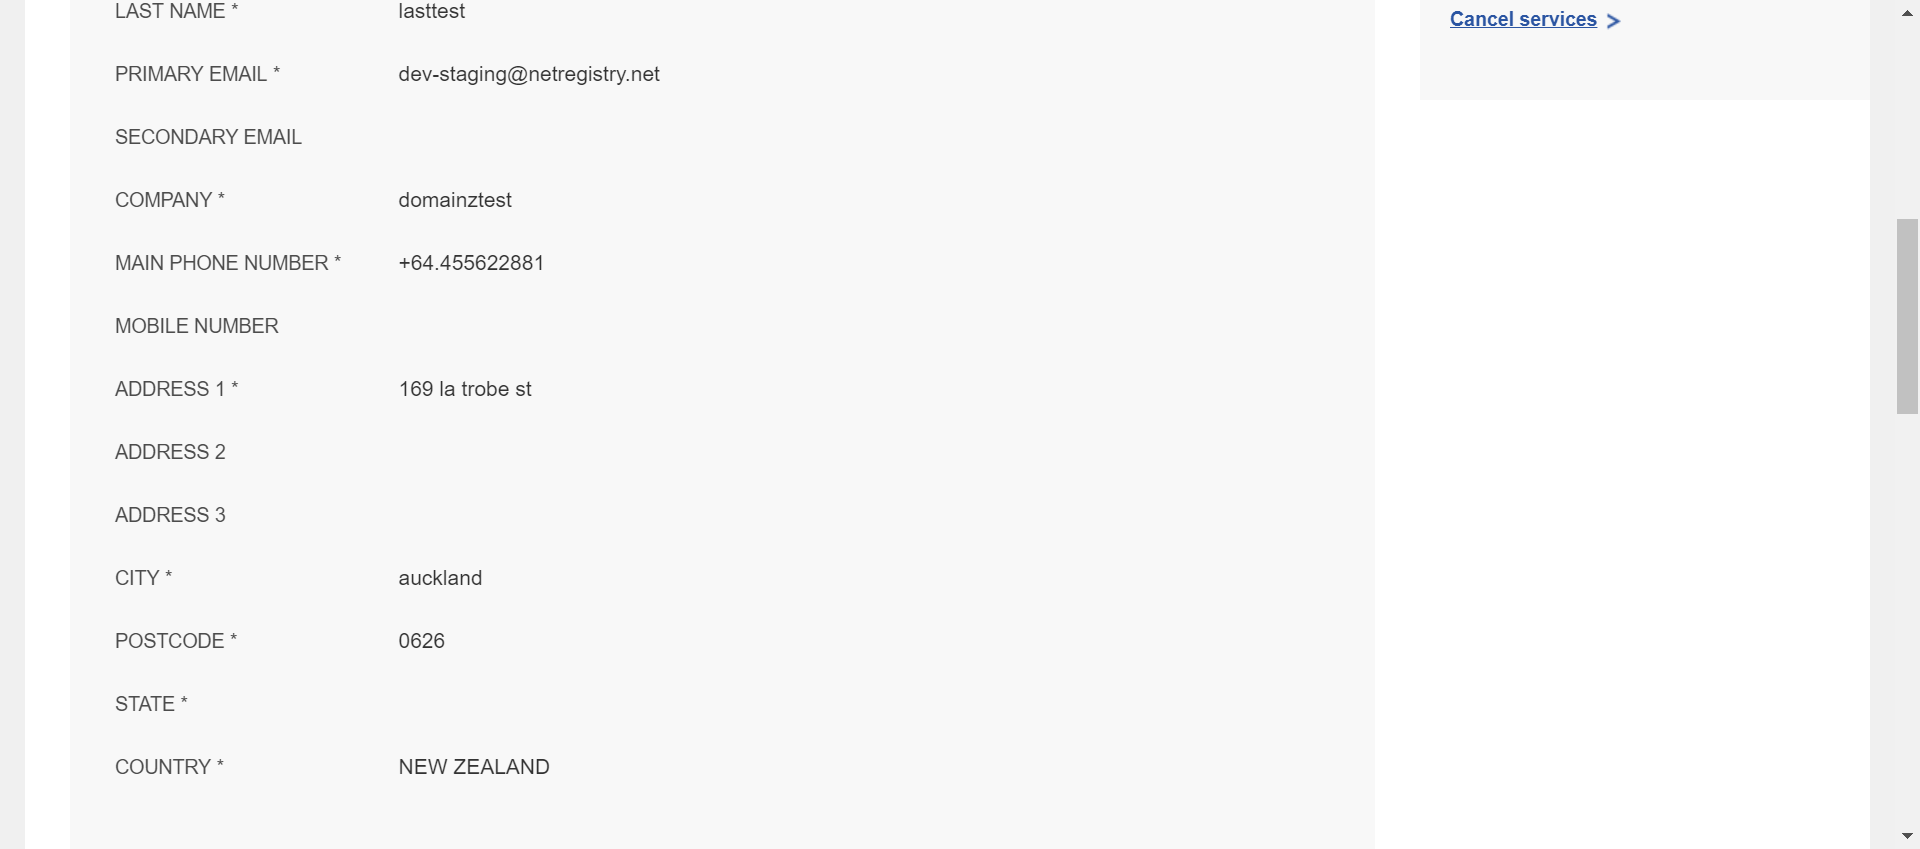 LAST NAME * lasttest
Cancel services >
PRIMARY EMAIL * dev-staging@netregistry.net
SECONDARY EMAIL
COMPANY * domainztest
MAIN PHONE NUMBER * +64.455622881
MOBILE NUMBER
ADDRESS 1 * 169 la trobe st
ADDRESS 2
ADDRESS 3
CITY * auckland
POSTCODE * 0626
STATE *
COUNTRY * NEW ZEALAND